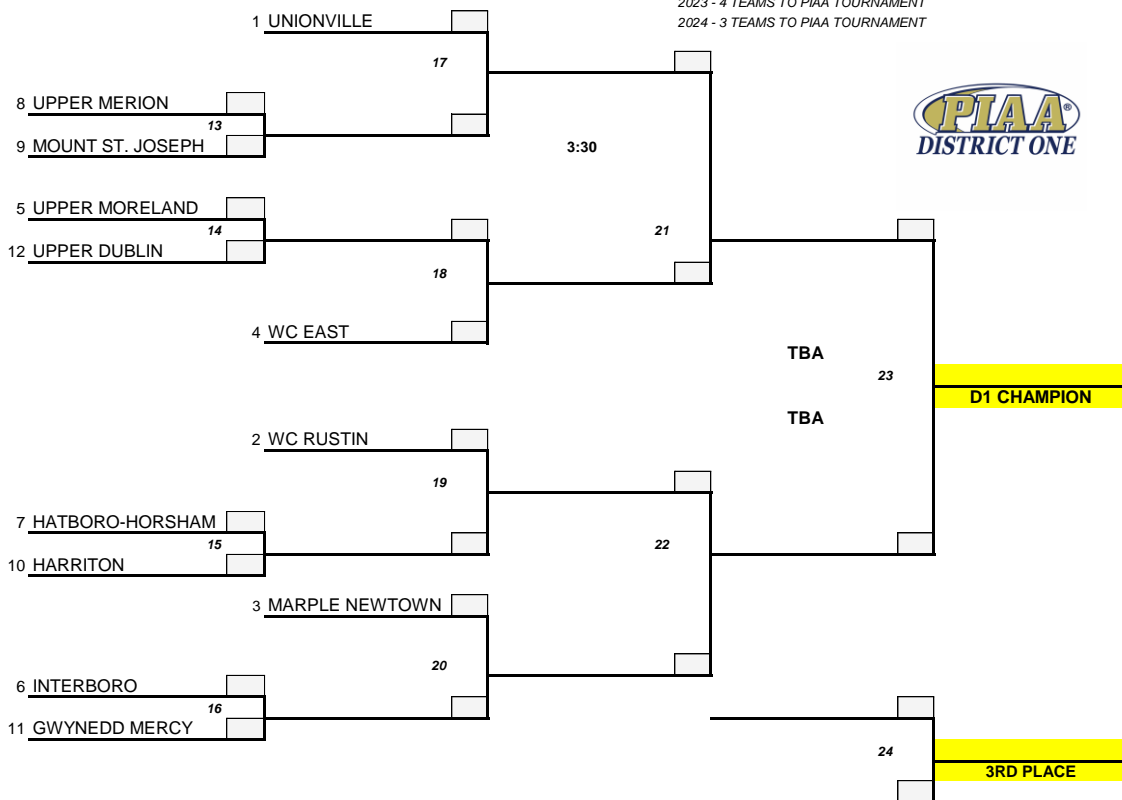 2023 - 4 TEAMS TO PIAA TOURNAMENT
2024 - 3 TEAMS TO PIAA TOURNAMENT
1 UNIONVILLE
17
8 UPPER MERION
13
9 MOUNT ST. JOSEPH
3:30
PIAA®
DISTRICT ONE
5 UPPER MORELAND
14
12 UPPER DUBLIN
21
18
4 WC EAST
TBA
23
D1 CHAMPION
TBA
2 WC RUSTIN
19
7 HATBORO-HORSHAM
15
10 HARRITON
22
3 MARPLE NEWTOWN
20
6 INTERBORO
16
11 GWYNEDD MERCY
24
3RD PLACE